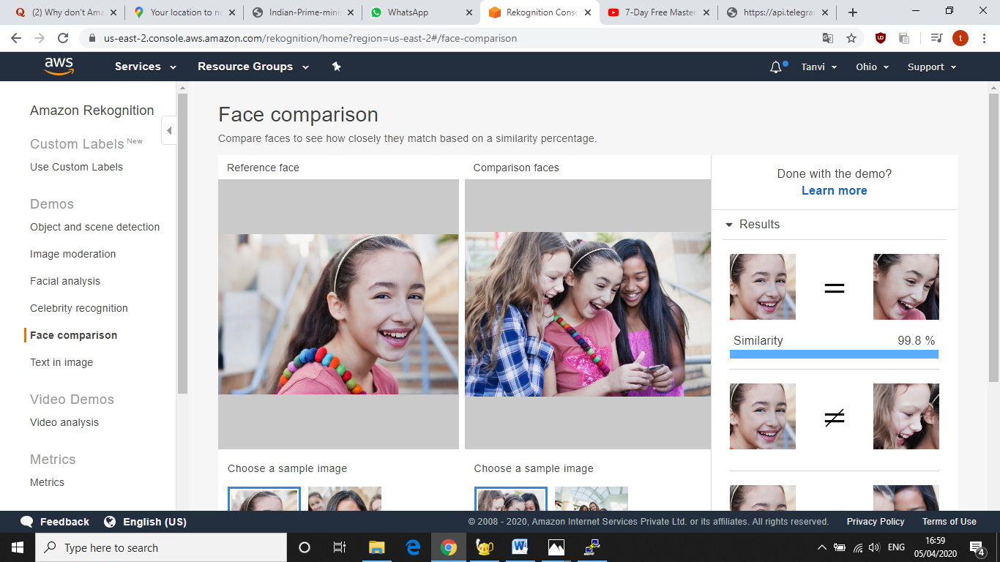 (2) Why don't Ama
Your location to no
Indian-Prime-minis
WhatsApp
Rekognition Conso
7-Day Free Master
https://api.telegran
us-east-2.console.aws.amazon.com/rekognition/home?region=us-east-2#/face-comparison
t
aws
Services
Resource Groups
Tanvi
Ohio
Support
Amazon Rekognition
Custom Labels New
Use Custom Labels
Demos
Object and scene detection
Image moderation
Facial analysis
Celebrity recognition
Face comparison
Text in image
Video Demos
Video analysis
Metrics
Metrics
Face comparison
Compare faces to see how closely they match based on a similarity percentage.
Reference face
Comparison faces
Choose a sample image
Choose a sample image
Done with the demo?
Learn more
Results
=
Similarity 99.8 %
≠
Feedback
English (US)
© 2008 - 2020, Amazon Internet Services Private Ltd. or its affiliates. All rights reserved.
Privacy Policy
Terms of Use
Type here to search
ENG
16:59
05/04/2020
4